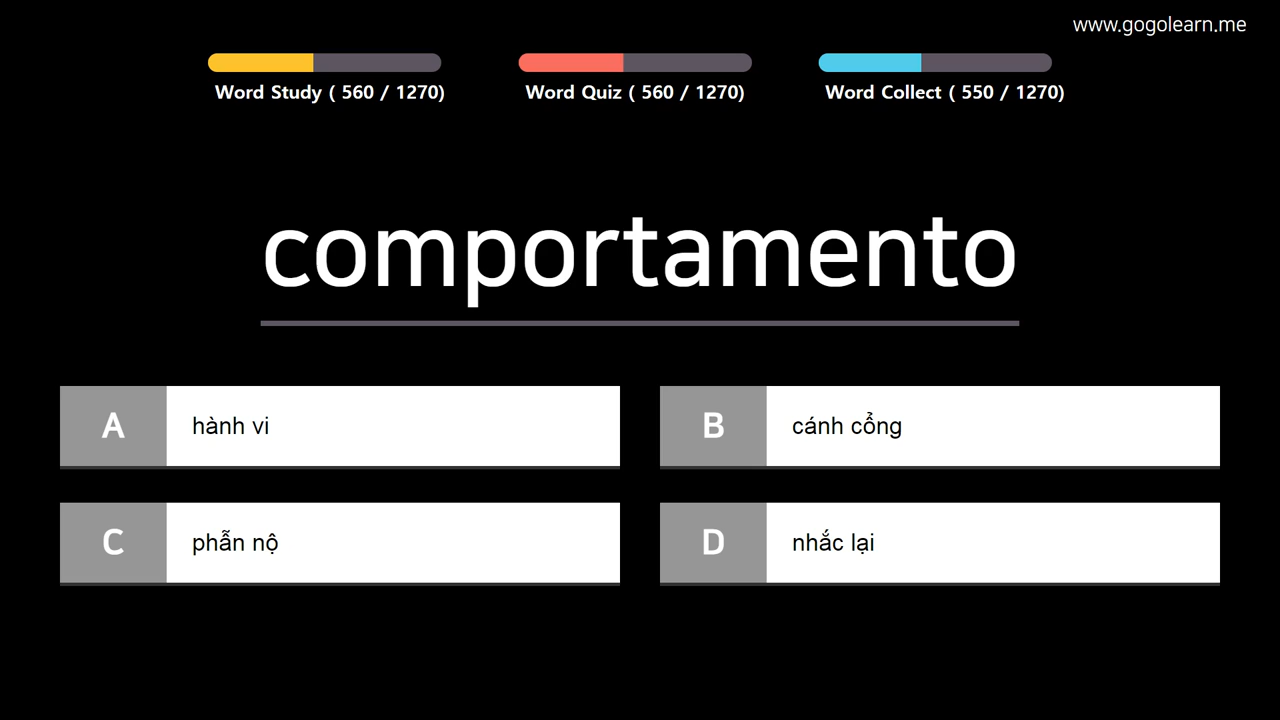 www.gogolearn.me
Word Study ( 560 / 1270)
Word Quiz ( 560 / 1270)
Word Collect ( 550 / 1270)
comportamento
A
hành vi
B
cánh cổng
C
phẫn nộ
D
nhắc lại